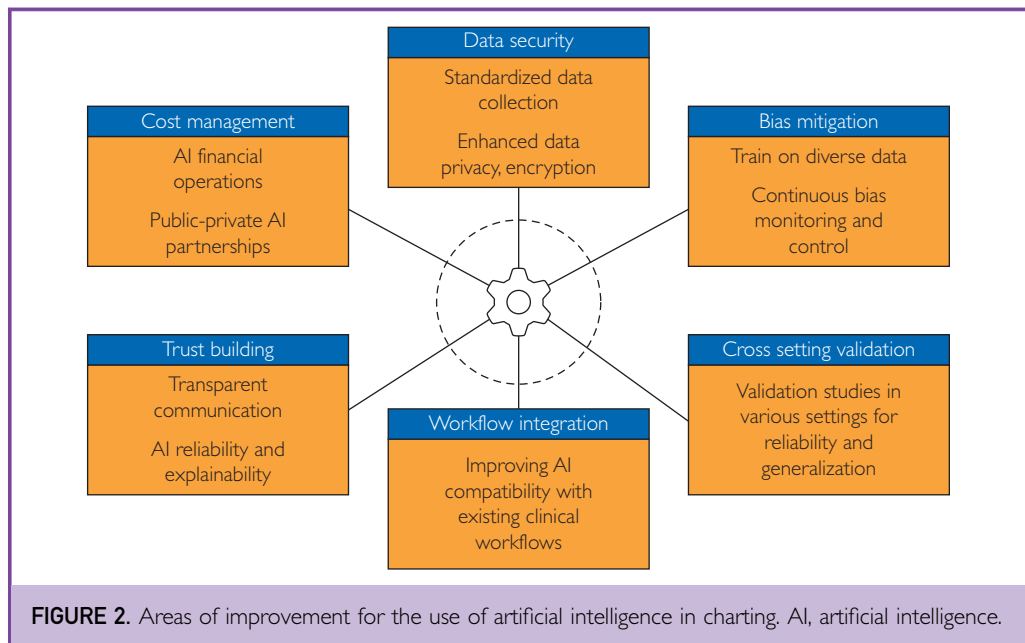 Data security
Standardized data
collection
Enhanced data
privacy, encryption
Cost management
AI financial
operations
Public-private AI
partnerships
Bias mitigation
Train on diverse data
Continuous bias
monitoring and
control
Trust building
Transparent
communication
AI reliability and
explainability
Workflow integration
Improving AI
compatibility with
existing clinical
workflows
Cross setting validation
Validation studies in
various settings for
reliability and
generalization
FIGURE 2. Areas of improvement for the use of artificial intelligence in charting. AI, artificial intelligence.